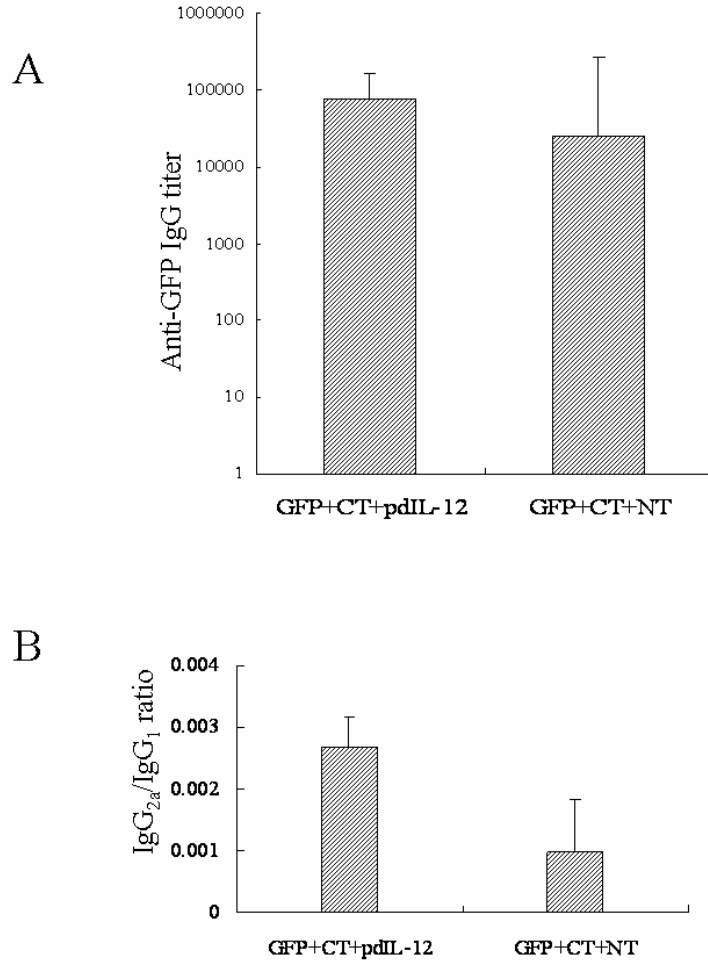 A
Anti-GFP IgG titer
1000000
100000
10000
1000
100
10
1
GFP+CT+pdIL-12 GFP+CT+NT
B
IgG2a/IgG1 ratio
0.004
0.003
0.002
0.001
0
GFP+CT+pdIL-12 GFP+CT+NT